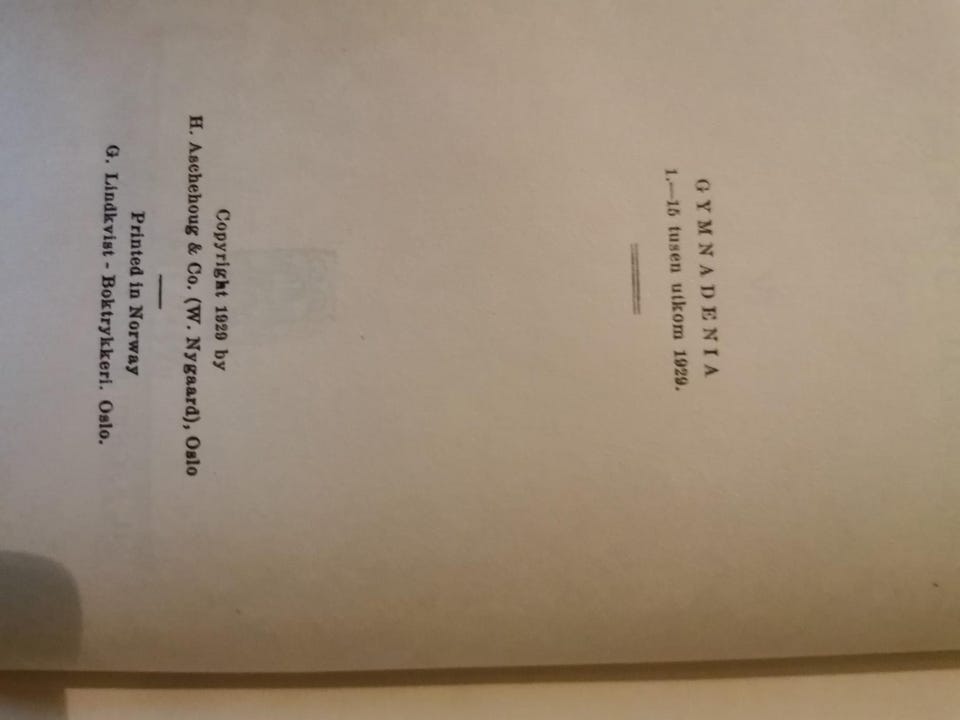 GYMNADENIA
1.—15 tusen utkom 1929.
Copyright 1929 by
H. Aschehoug & Co. (W. Nygaard), Oslo
Printed in Norway
G. Lindkvist - Boktrykkeri. Oslo.